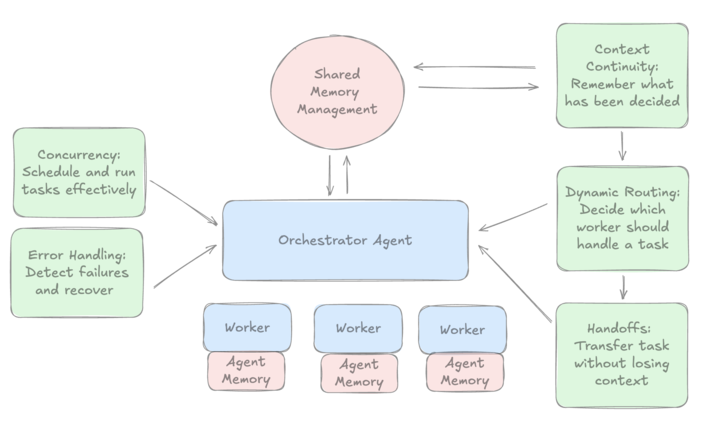 Shared
Memory
Management
Context
Continuity:
Remember what
has been decided
Concurrency:
Schedule and run
tasks effectively
Error Handling:
Detect failures
and recover
Orchestrator Agent
Dynamic Routing:
Decide which
worker should
handle a task
Handoffs:
Transfer task
without losing
context
Worker
Agent
Memory
Worker
Agent
Memory
Worker
Agent
Memory